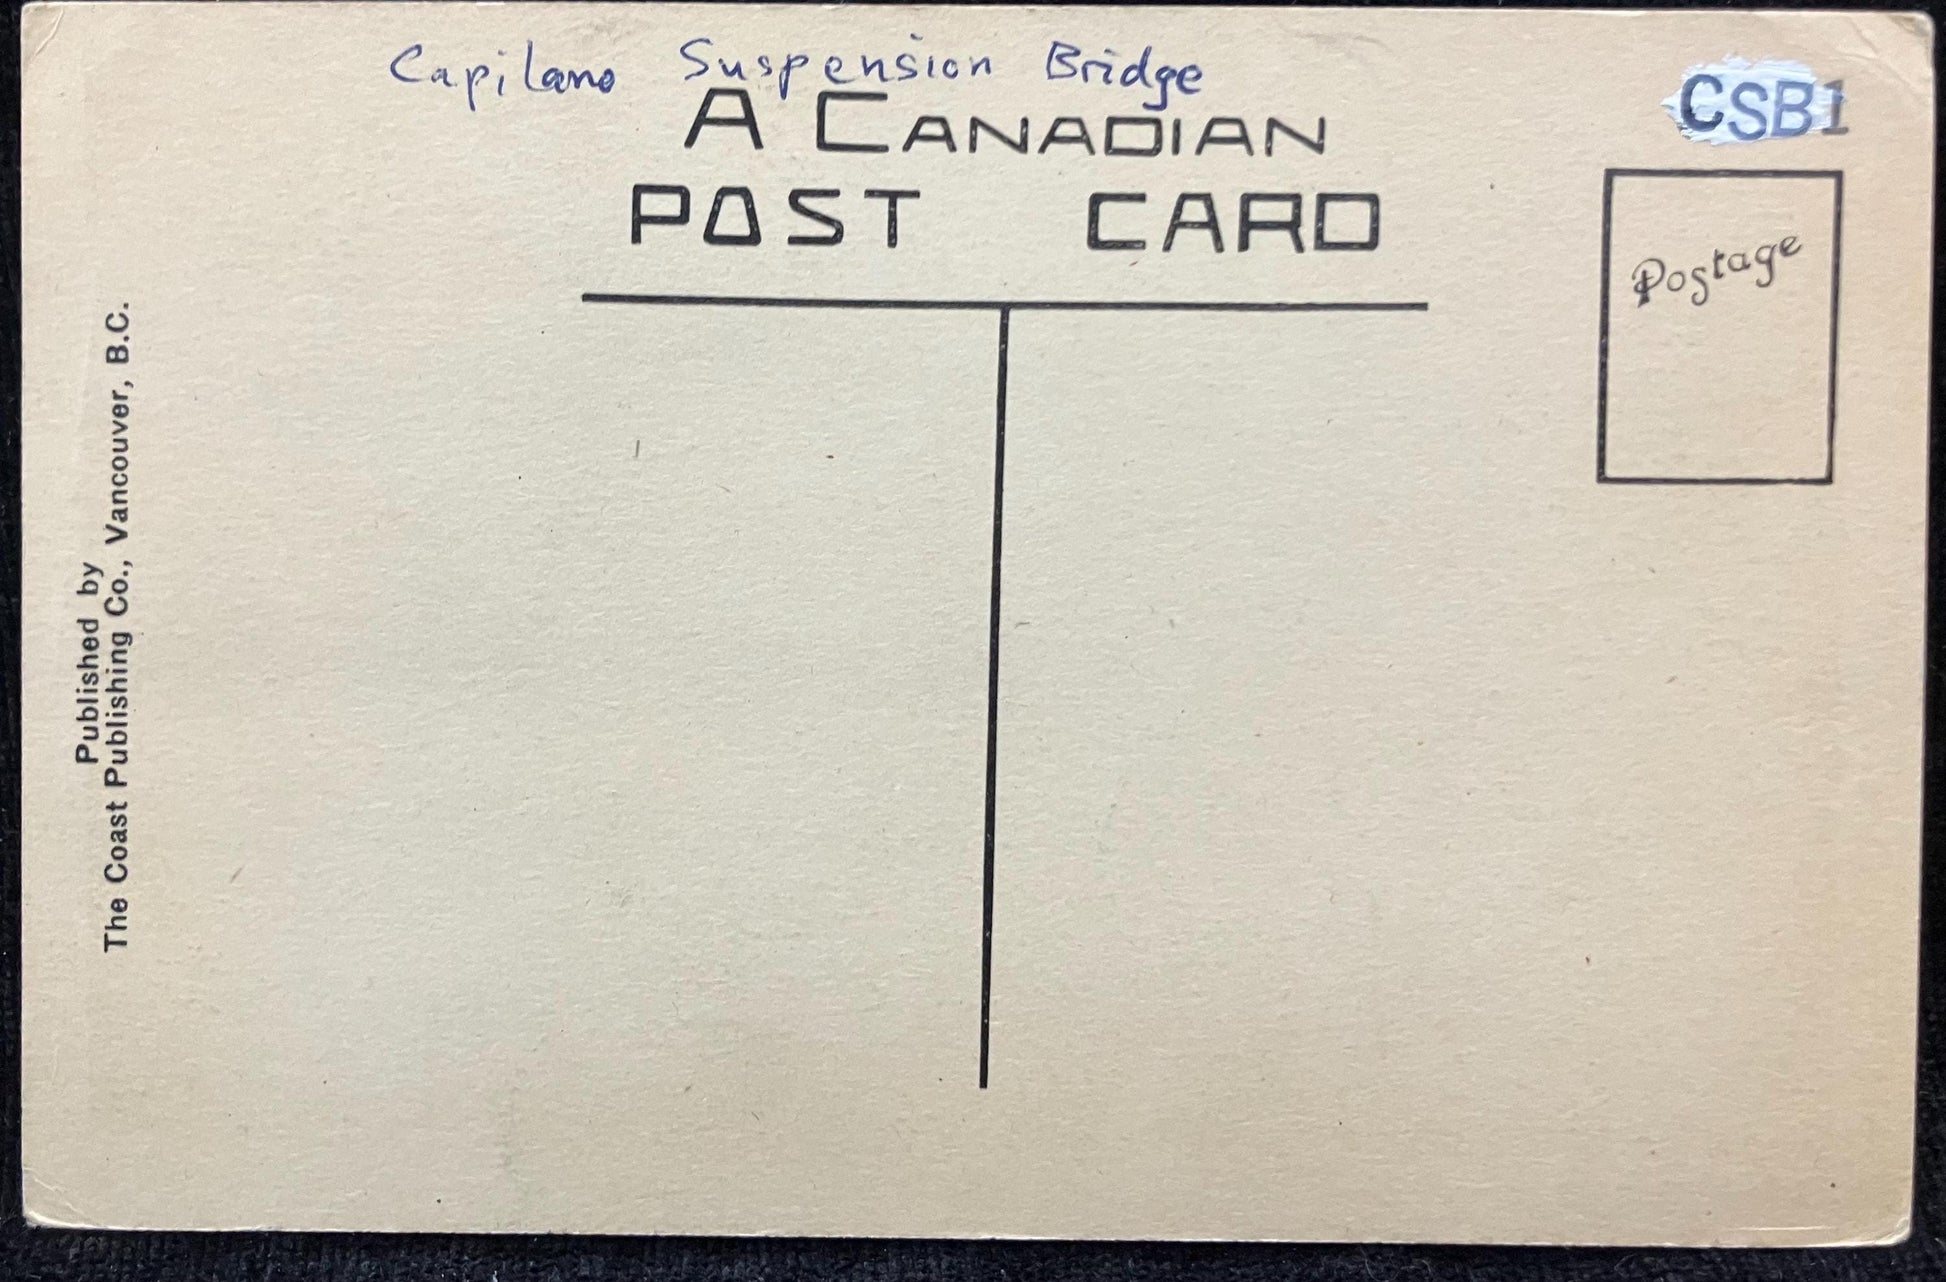 Capilano Suspension Bridge
CSB1
A CANADIAN
POST CARD
Postage
Published by
The Coast Publishing Co., Vancouver, B.C.